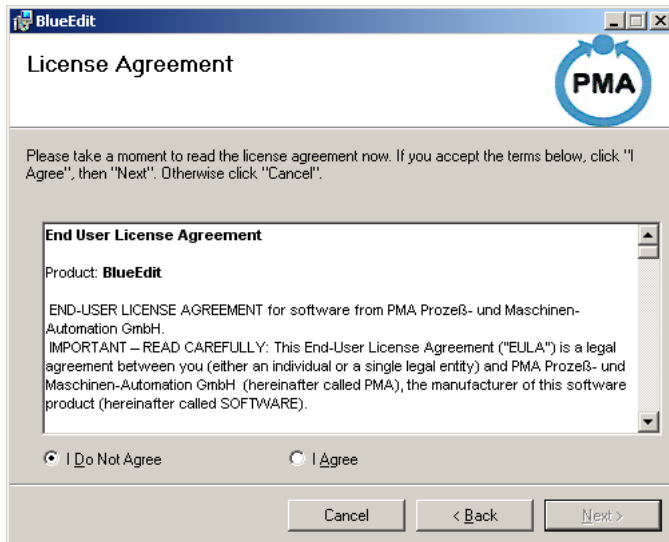 BlueEdit
License Agreement
PMA
Please take a moment to read the license agreement now. If you accept the terms below, click "I
Agree", then "Next". Otherwise click "Cancel".
End User License Agreement
Product: BlueEdit
END-USER LICENSE AGREEMENT for software from PMA Prozeß- und Maschinen-
Automation GmbH.
IMPORTANT – READ CAREFULLY: This End-User License Agreement ("EULA") is a legal
agreement between you (either an individual or a single legal entity) and PMA Prozeß- und
Maschinen-Automation GmbH (hereinafter called PMA), the manufacturer of this software
product (hereinafter called SOFTWARE).
I Do Not Agree
I Agree
Cancel
< Back
Next >